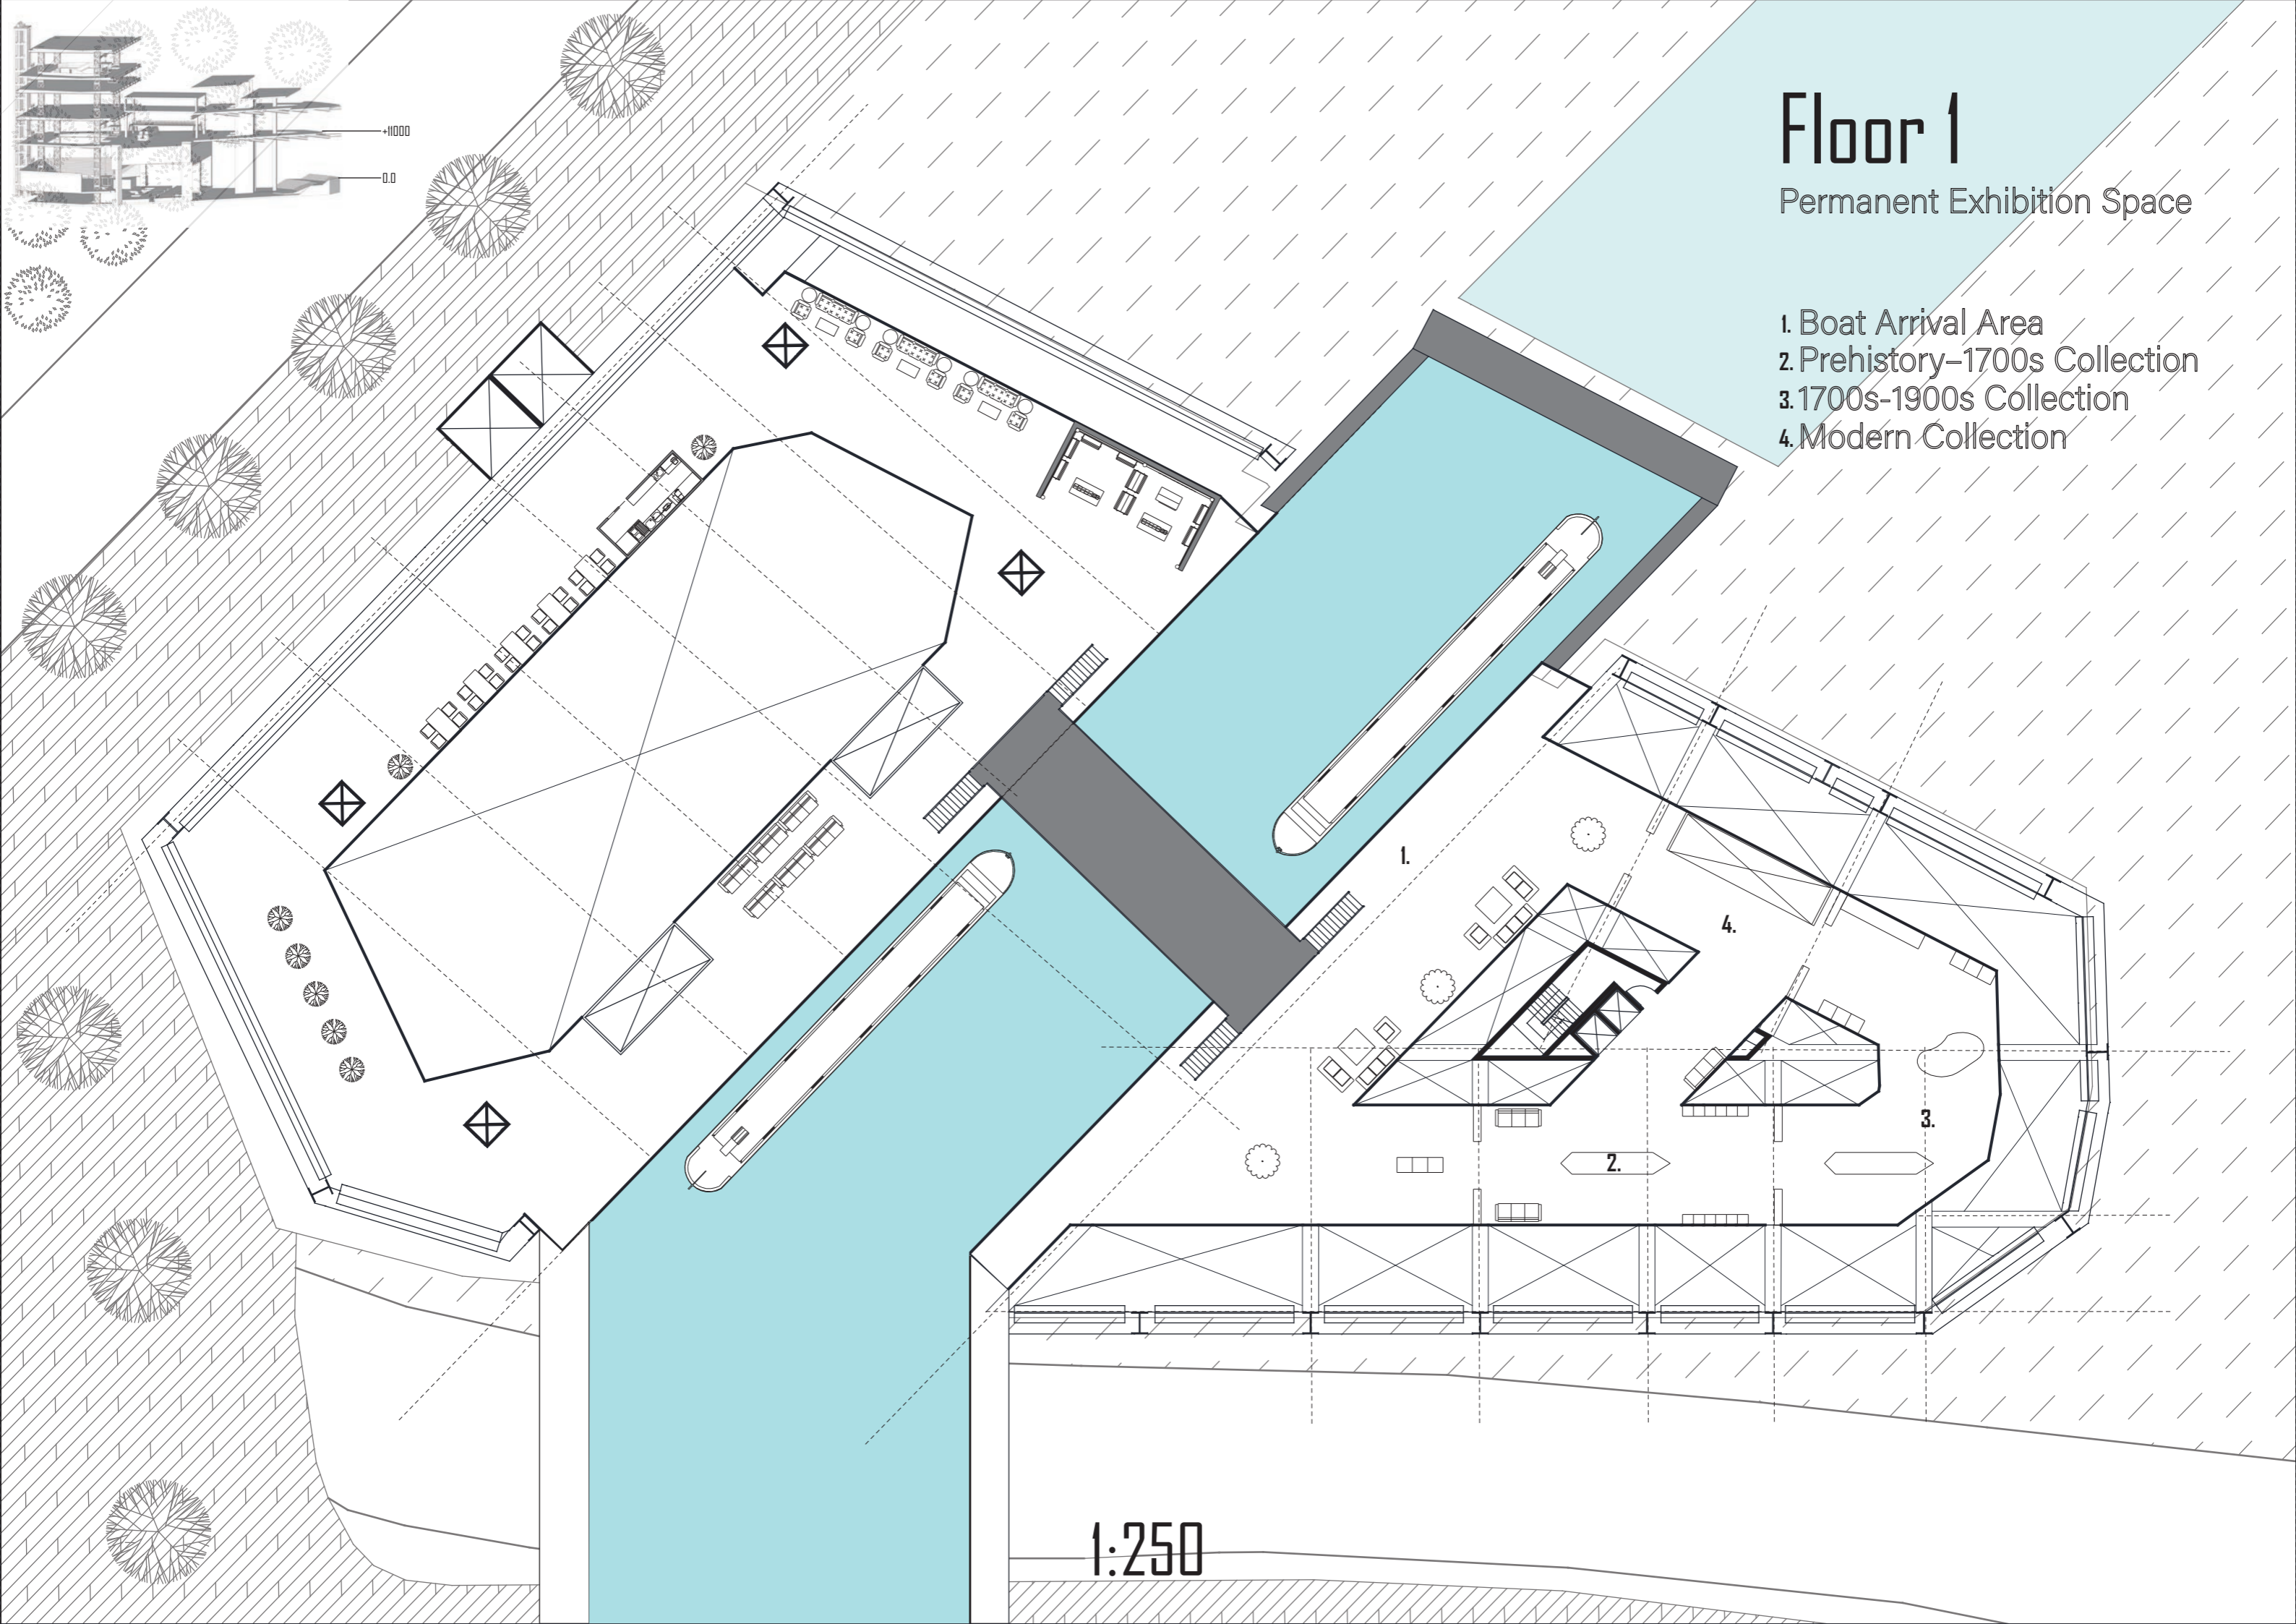 +11000
0.0
Floor 1
Permanent Exhibition Space
1. Boat Arrival Area
2. Prehistory–1700s Collection
3. 1700s-1900s Collection
4. Modern Collection
1.
4.
3.
2.
1:250